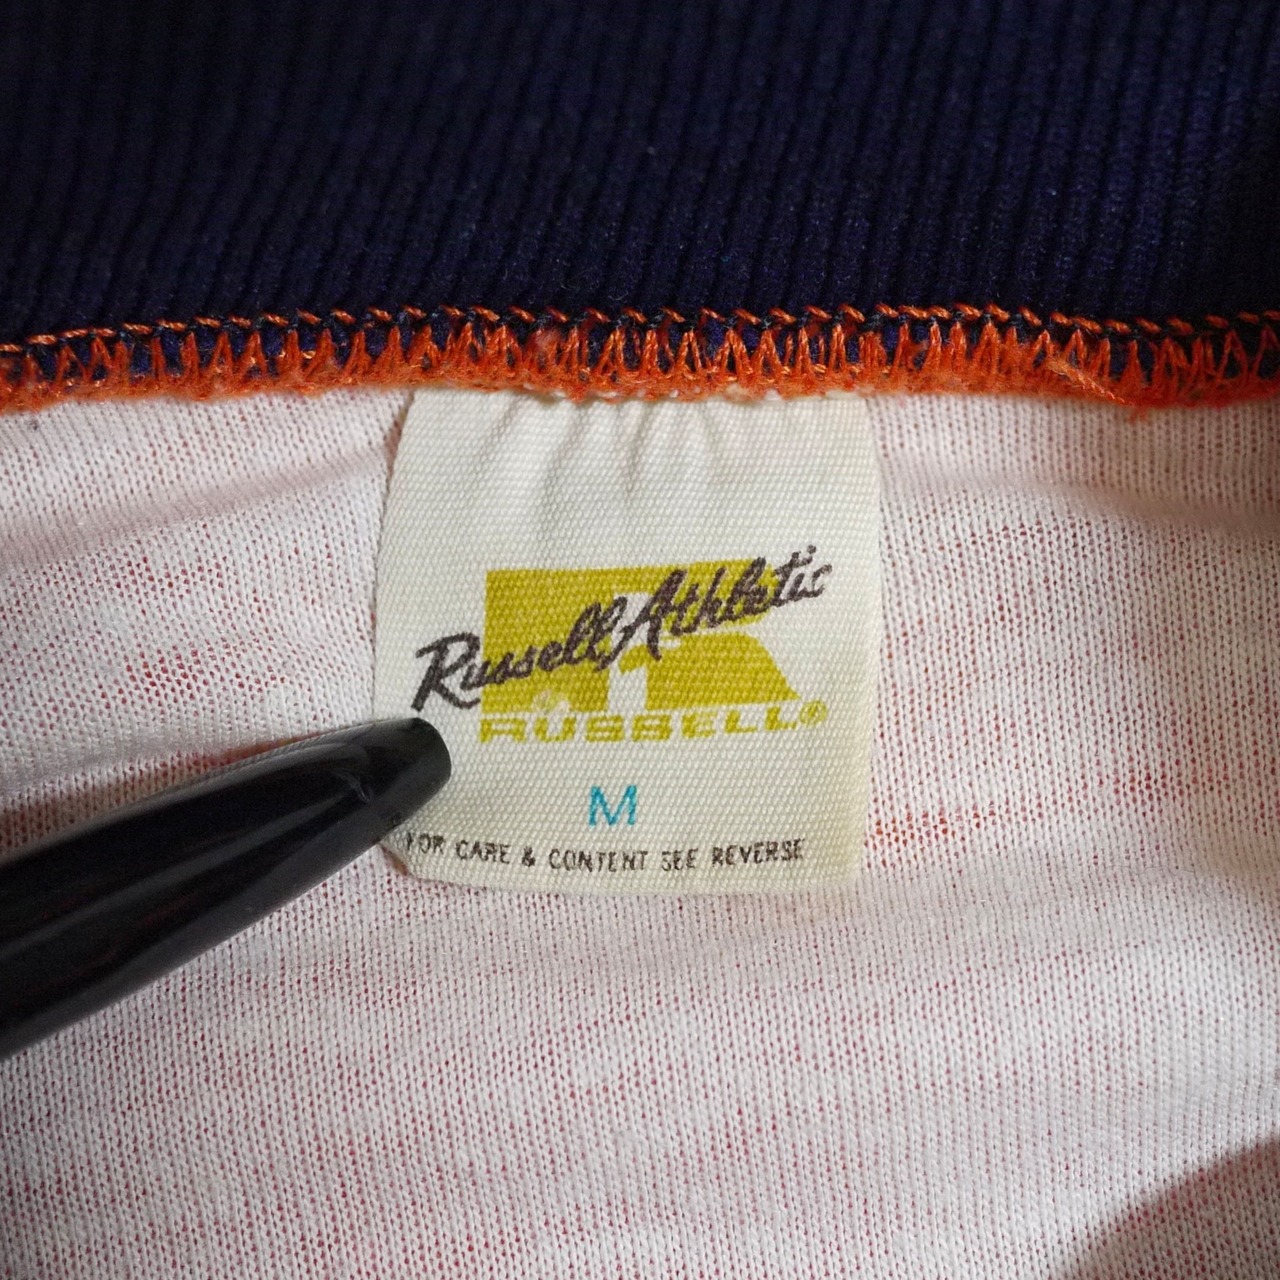 Russell Athletic
RUSSELL®
M
FOR CARE & CONTENT SEE REVERSE